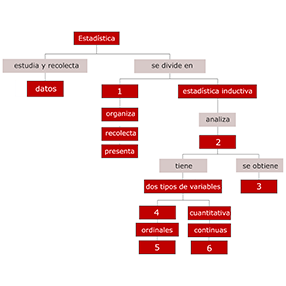 Estadística
estudia y recolecta
se divide en
datos
1
estadística inductiva
organiza
analiza
recolecta
2
presenta
tiene
se obtiene
dos tipos de variables
3
4
cuantitativa
ordinales
continuas
5
6